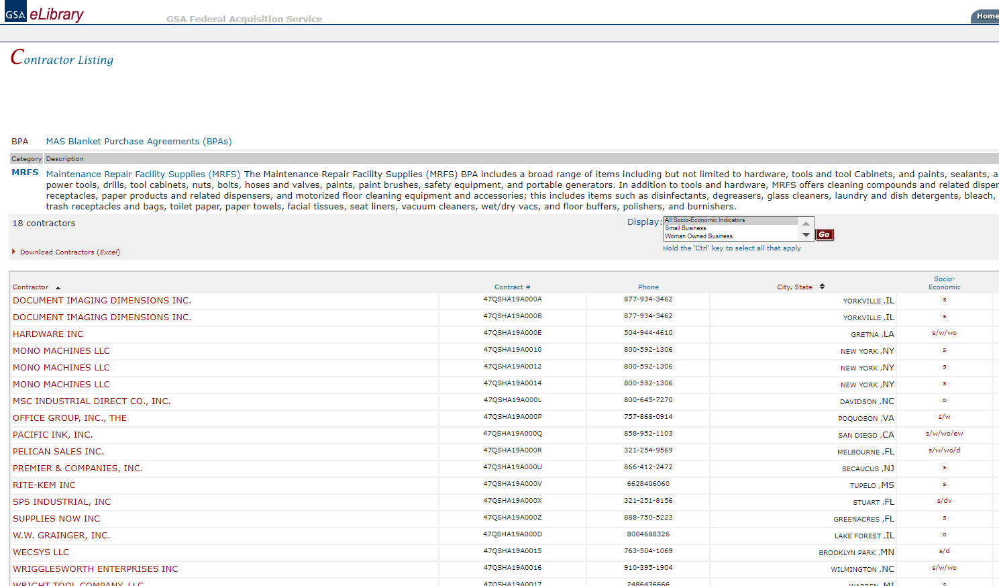 GSA eLibrary GSA Federal Acquisition Service Home
Contractor Listing
BPA MAS Blanket Purchase Agreements (BPAs)
Category Description
MRFS Maintenance Repair Facility Supplies (MRFS) The Maintenance Repair Facility Supplies (MRFS) BPA includes a broad range of items including but not limited to hardware, tools and tool Cabinets, and paints, sealants, a
power tools, drills, tool cabinets, nuts, bolts, hoses and valves, paints, paint brushes, safety equipment, and portable generators. In addition to tools and hardware, MRFS offers cleaning compounds and related disper
receptacles, paper products and related dispensers, and motorized floor cleaning equipment and accessories; this includes items such as disinfectants, degreasers, glass cleaners, laundry and dish detergents, bleach,
trash receptacles and bags, toilet paper, paper towels, facial tissues, seat liners, vacuum cleaners, wet/dry vacs, and floor buffers, polishers, and burnishers.
18 contractors Display: All Socio-Economic Indicators
Small Business
Woman Owned Business
Go
Hold the 'Ctrl' key to select all that apply
Download Contractors (Excel)
Contractor Contract # Phone City, State Socio-
Economic
DOCUMENT IMAGING DIMENSIONS INC. 47QSHA19A000A 877-934-3462 YORKVILLE ,IL s
DOCUMENT IMAGING DIMENSIONS INC. 47QSHA19A000B 877-934-3462 YORKVILLE ,IL s
HARDWARE INC 47QSHA19A000E 504-944-4610 GRETNA ,LA s/w/wo
MONO MACHINES LLC 47QSHA19A0010 800-592-1306 NEW YORK ,NY s
MONO MACHINES LLC 47QSHA19A0012 800-592-1306 NEW YORK ,NY s
MONO MACHINES LLC 47QSHA19A0014 800-592-1306 NEW YORK ,NY s
MSC INDUSTRIAL DIRECT CO., INC. 47QSHA19A000L 800-645-7270 DAVIDSON ,NC o
OFFICE GROUP, INC., THE 47QSHA19A000P 757-868-0914 POQUOSON ,VA s/w
PACIFIC INK, INC. 47QSHA19A000Q 858-952-1103 SAN DIEGO ,CA s/w/wo/ew
PELICAN SALES INC. 47QSHA19A000R 321-254-9569 MELBOURNE ,FL s/w/wo/d
PREMIER & COMPANIES, INC. 47QSHA19A000U 866-412-2472 SECAUCUS ,NJ s
RITE-KEM INC 47QSHA19A000V 6628406060 TUPELO ,MS s
SPS INDUSTRIAL, INC 47QSHA19A000X 321-251-8156 STUART ,FL s/dv
SUPPLIES NOW INC 47QSHA19A000Z 888-750-5223 GREENACRES ,FL s
W.W. GRAINGER, INC. 47QSHA19A000D 8004688326 LAKE FOREST ,IL o
WECSYS LLC 47QSHA19A0015 763-504-1069 BROOKLYN PARK ,MN s/d
WRIGGLESWORTH ENTERPRISES INC 47QSHA19A0016 910-395-1904 WILMINGTON ,NC s/w/wo
WRIGHT TOOL COMPANY, LLC 47QSHA19A0017 2486436666 WARREN ,MI s